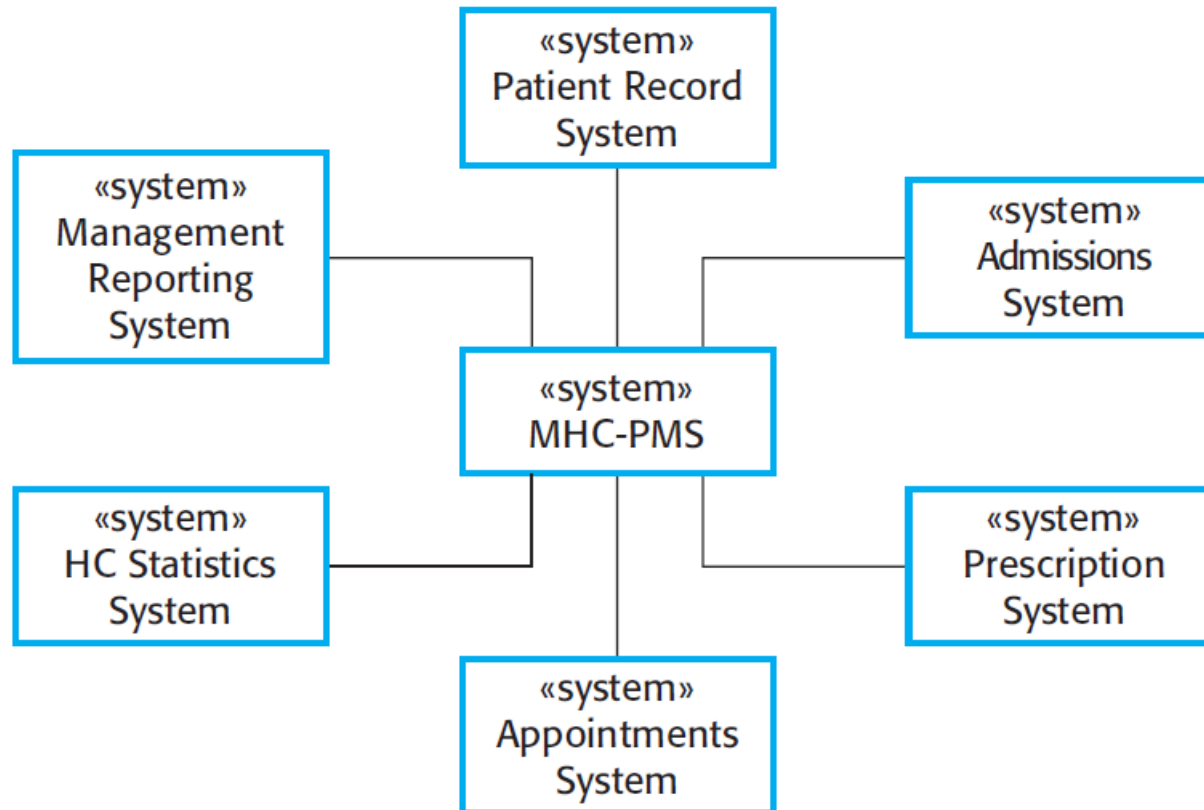 «system»
Patient Record
System
«system»
Management
Reporting
System
«system»
Admissions
System
«system»
MHC-PMS
«system»
HC Statistics
System
«system»
Prescription
System
«system»
Appointments
System